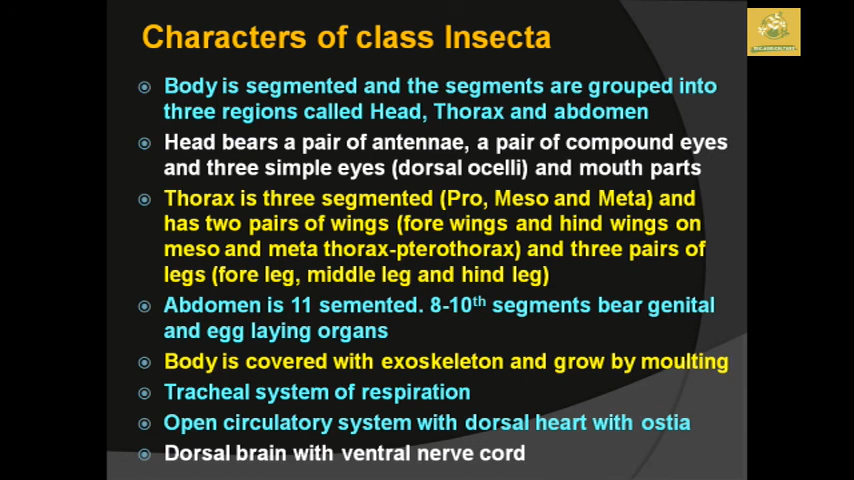 Characters of class Insecta
Body is segmented and the segments are grouped into
three regions called Head, Thorax and abdomen
Head bears a pair of antennae, a pair of compound eyes
and three simple eyes (dorsal ocelli) and mouth parts
Thorax is three segmented (Pro, Meso and Meta) and
has two pairs of wings (fore wings and hind wings on
meso and meta thorax-pterothorax) and three pairs of
legs (fore leg, middle leg and hind leg)
Abdomen is 11 semented. 8-10th segments bear genital
and egg laying organs
Body is covered with exoskeleton and grow by moulting
Tracheal system of respiration
Open circulatory system with dorsal heart with ostia
Dorsal brain with ventral nerve cord